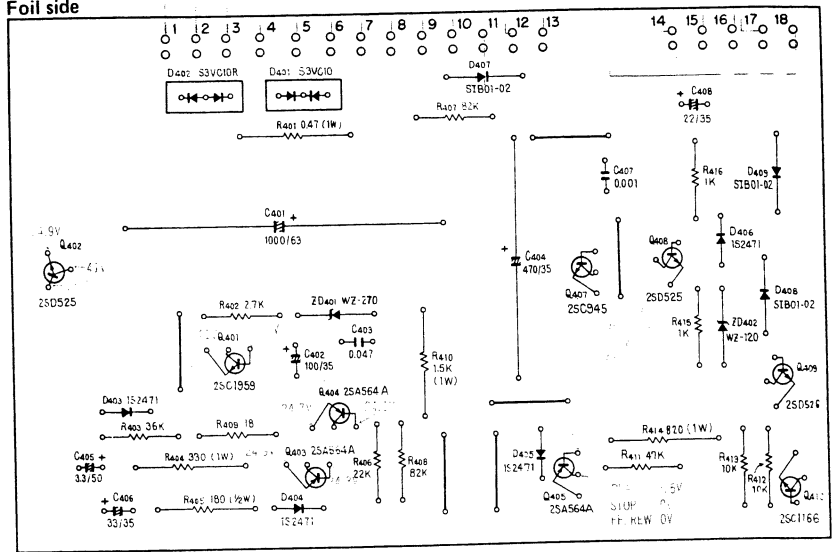 Foil side
1 2 3 4 5 6 7 8 9 10 11 12 13 14 15 16 17 18
D402 S3VC10R
D401 S3VC10
D407
SIB01-02
C408
22/35
R407 82K
R401 0.47 (1W)
C407
0.001
R416
1K
D409
SIB01-02
C401
1000/63
Q402
2SD525
C404
470/35
Q407
2SC945
Q408
2SD525
D406
1S2471
D408
SIB01-02
R402 2.7K
ZD401 WZ-270
Q401
2SC1959
C402
100/35
C403
0.047
R410
1.5K
(1W)
R415
1K
ZD402
WZ-120
Q409
2SD526
D403 1S2471
Q404 2SA564A
R403 36K
R409 18
R414 820 (1W)
C405
33/50
R404 330 (1W)
Q403 2SA564A
R406
22K
R408
82K
D405
1S2471
R411 47K
R413
10K
R412
10K
C406
33/35
R405 180 (½W)
D404
1S2471
Q405
2SA564A
STOP
FF. REW 0V
2SC1166